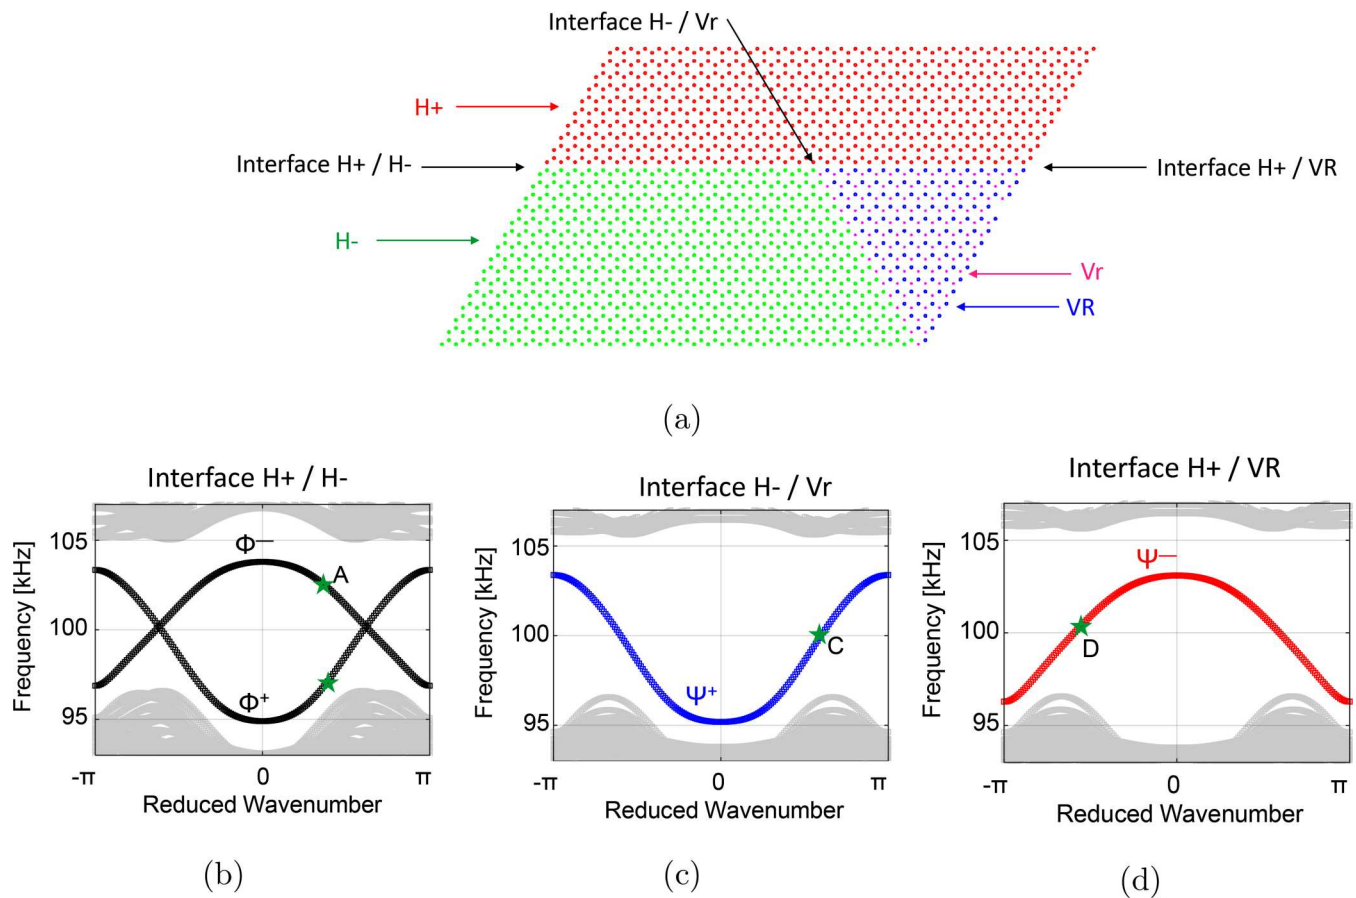 Interface H- / Vr
H+
Interface H+ / H-
Interface H+ / VR
H-
Vr
VR
(a)
Interface H+ / H-
105
100
95
Frequency [kHz]
Φ—
A
Φ+
-π
0
π
Reduced Wavenumber
(b)
Interface H- / Vr
105
100
95
Frequency [kHz]
C
Ψ+
-π
0
π
Reduced Wavenumber
(c)
Interface H+ / VR
105
100
95
Frequency [kHz]
Ψ—
D
-π
0
π
Reduced Wavenumber
(d)